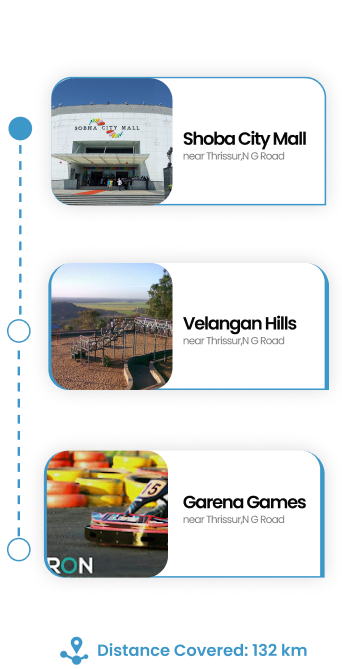 SOBHA CITY MALL
Shoba City Mall
near Thrissur,N G Road
Velangan Hills
near Thrissur,N G Road
15
Garena Games
near Thrissur,N G Road
RON
Distance Covered: 132 km